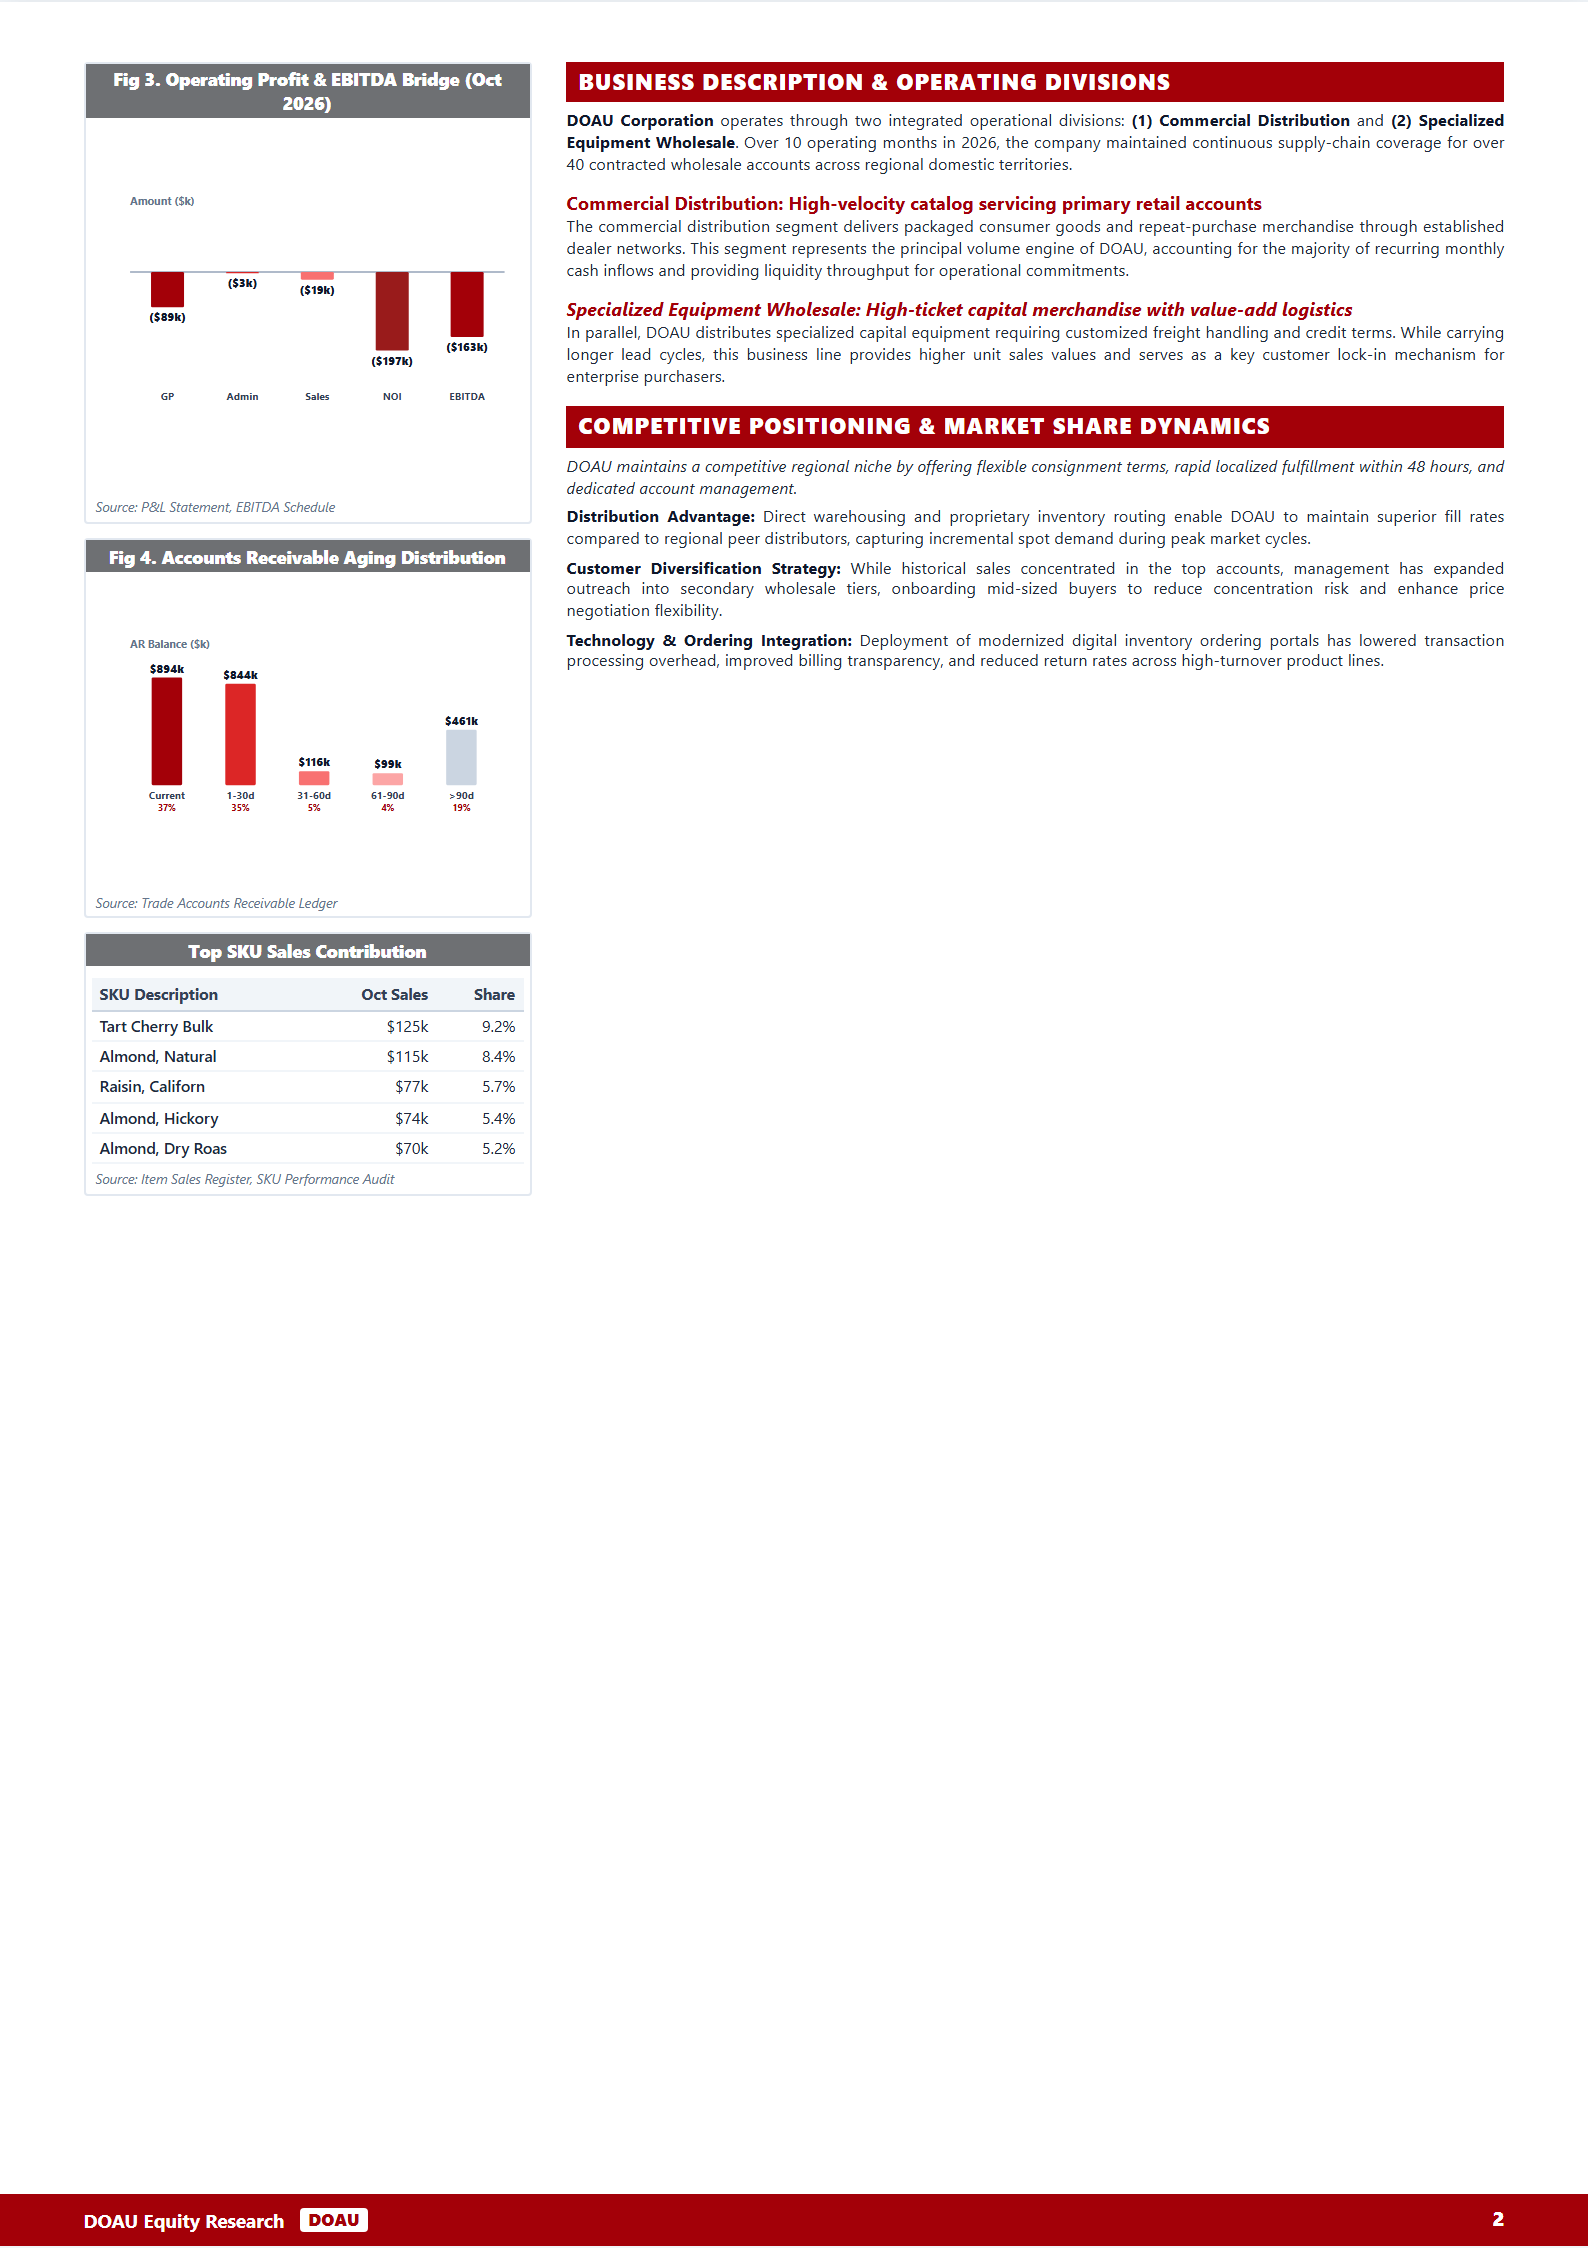 Fig 3. Operating Profit & EBITDA Bridge (Oct
2026)
Amount ($k)
($89k)
($3k)
($19k)
($197k)
($163k)
GP
Admin
Sales
NOI
EBITDA
Source: P&L Statement, EBITDA Schedule
Fig 4. Accounts Receivable Aging Distribution
AR Balance ($k)
$894k
$844k
$116k
$99k
$461k
Current
1-30d
31-60d
61-90d
>90d
37%
35%
5%
4%
19%
Source: Trade Accounts Receivable Ledger
Top SKU Sales Contribution
SKU Description Oct Sales Share
Tart Cherry Bulk $125k 9.2%
Almond, Natural $115k 8.4%
Raisin, Californ $77k 5.7%
Almond, Hickory $74k 5.4%
Almond, Dry Roas $70k 5.2%
Source: Item Sales Register, SKU Performance Audit
BUSINESS DESCRIPTION & OPERATING DIVISIONS
DOAU Corporation operates through two integrated operational divisions: (1) Commercial Distribution and (2) Specialized
Equipment Wholesale. Over 10 operating months in 2026, the company maintained continuous supply-chain coverage for over
40 contracted wholesale accounts across regional domestic territories.
Commercial Distribution: High-velocity catalog servicing primary retail accounts
The commercial distribution segment delivers packaged consumer goods and repeat-purchase merchandise through established
dealer networks. This segment represents the principal volume engine of DOAU, accounting for the majority of recurring monthly
cash inflows and providing liquidity throughput for operational commitments.
Specialized Equipment Wholesale: High-ticket capital merchandise with value-add logistics
In parallel, DOAU distributes specialized capital equipment requiring customized freight handling and credit terms. While carrying
longer lead cycles, this business line provides higher unit sales values and serves as a key customer lock-in mechanism for
enterprise purchasers.
COMPETITIVE POSITIONING & MARKET SHARE DYNAMICS
DOAU maintains a competitive regional niche by offering flexible consignment terms, rapid localized fulfillment within 48 hours, and
dedicated account management.
Distribution Advantage: Direct warehousing and proprietary inventory routing enable DOAU to maintain superior fill rates
compared to regional peer distributors, capturing incremental spot demand during peak market cycles.
Customer Diversification Strategy: While historical sales concentrated in the top accounts, management has expanded
outreach into secondary wholesale tiers, onboarding mid-sized buyers to reduce concentration risk and enhance price
negotiation flexibility.
Technology & Ordering Integration: Deployment of modernized digital inventory ordering portals has lowered transaction
processing overhead, improved billing transparency, and reduced return rates across high-turnover product lines.
DOAU Equity Research DOAU 2